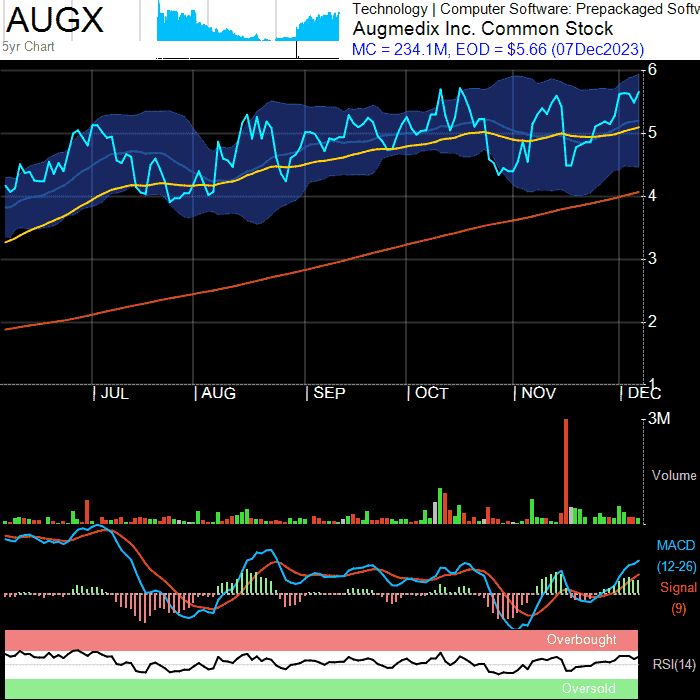 AUGX
5yr Chart
Technology | Computer Software: Prepackaged Softw
Augmedix Inc. Common Stock
MC = 234.1M, EOD = $5.66 (07Dec2023)
6
5
4
3
2
1
| JUL | AUG | SEP | OCT | NOV | DEC
3M
Volume
MACD
(12-26)
Signal
(9)
Overbought
RSI(14)
Oversold